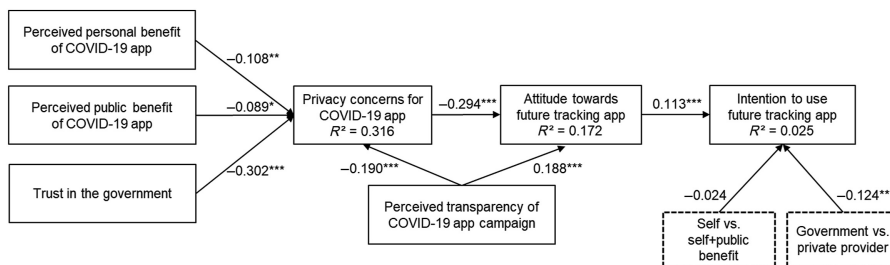 Perceived personal benefit
of COVID-19 app
–0.108**
Perceived public benefit
of COVID-19 app
–0.089*
Trust in the government
–0.302***
Privacy concerns for
COVID-19 app
R² = 0.316
–0.294***
Attitude towards
future tracking app
R² = 0.172
0.113***
Intention to use
future tracking app
R² = 0.025
–0.190***
0.188***
Perceived transparency of
COVID-19 app campaign
–0.024
–0.124**
Self vs.
self+public
benefit
Government vs.
private provider